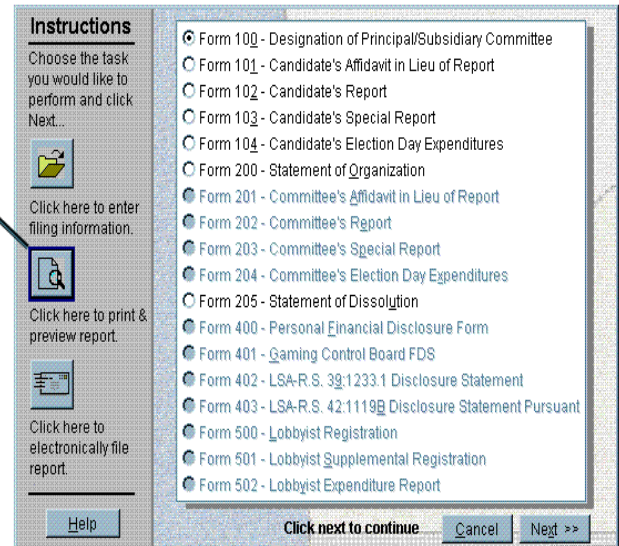 Instructions
Choose the task
you would like to
perform and click
Next...
Click here to enter
filing information.
Click here to print &
preview report.
Click here to
electronically file
report.
Help
Form 100 - Designation of Principal/Subsidiary Committee
Form 101 - Candidate's Affidavit in Lieu of Report
Form 102 - Candidate's Report
Form 103 - Candidate's Special Report
Form 104 - Candidate's Election Day Expenditures
Form 200 - Statement of Organization
Form 201 - Committee's Affidavit in Lieu of Report
Form 202 - Committee's Report
Form 203 - Committee's Special Report
Form 204 - Committee's Election Day Expenditures
Form 205 - Statement of Dissolution
Form 400 - Personal Financial Disclosure Form
Form 401 - Gaming Control Board FDS
Form 402 - LSA-R.S. 39:1233.1 Disclosure Statement
Form 403 - LSA-R.S. 42:1119B Disclosure Statement Pursuant
Form 500 - Lobbyist Registration
Form 501 - Lobbyist Supplemental Registration
Form 502 - Lobbyist Expenditure Report
Click next to continue
Cancel
Next >>